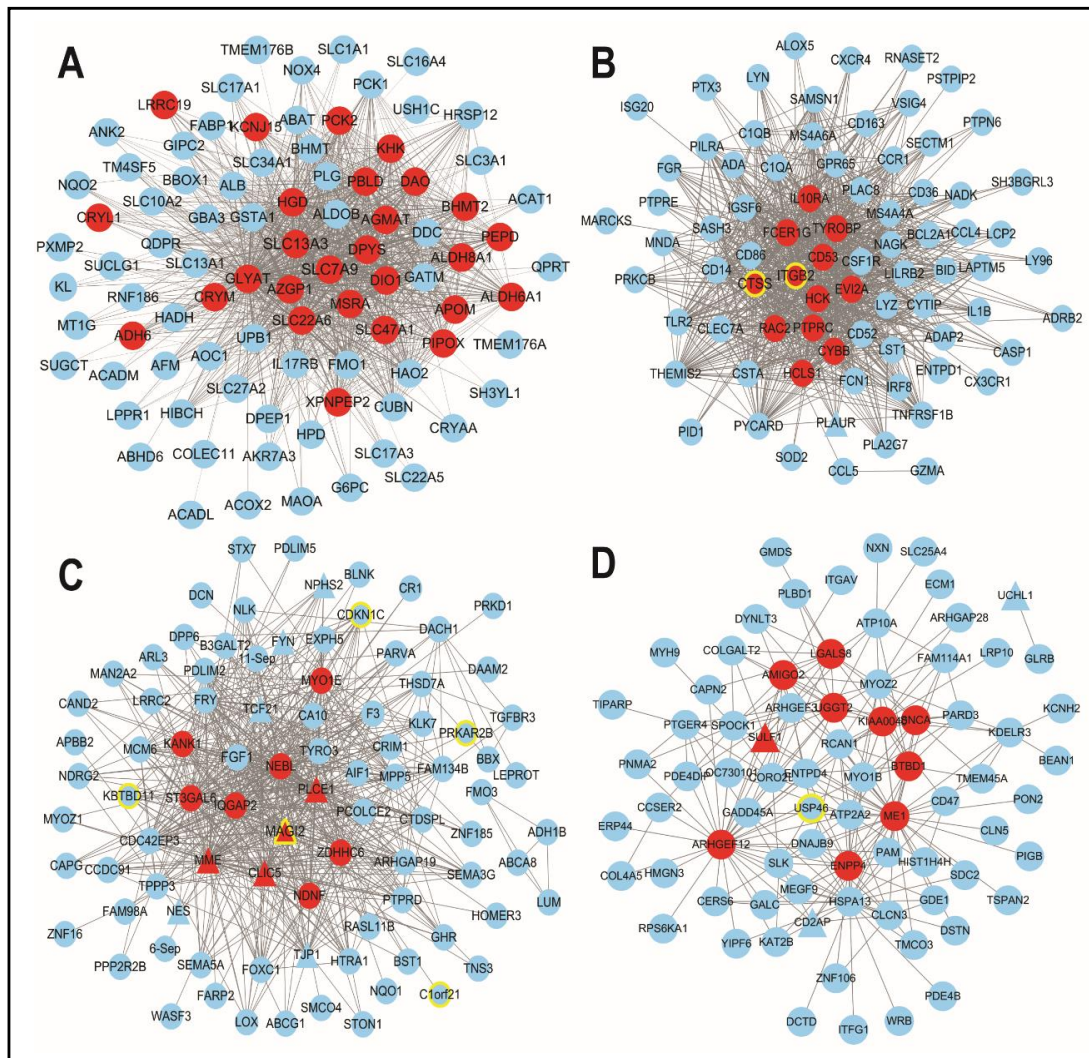 A
TMEM176B
SLC1A1
NOX4
SLC16A4
SLC17A1
PCK1
LRRC19
USH1C
FABP1
KCNJ15
ABAT
PCK2
HRSP12
ANK2
GIPC2
BHMT
KHK
SLC34A1
SLC3A1
TM4SF5
BBOX1
PLG
PBLD
DAO
NQO2
ALB
HGD
ACAT1
SLC10A2
ALDOB
AGMAT
BHMT2
CRYL1
GBA3
GSTA1
DDC
PEPD
QDPR
SLC13A3
DPYS
PXMP2
ALDH8A1
SUCLG1
SLC13A1
SLC7A9
GATM
QPRT
GLYAT
DIO1
KL
AZGP1
ALDH6A1
RNF186
CRYM
MSRA
APOM
MT1G
HADH
SLC22A6
SLC47A1
ADH6
UPB1
PIPOX
TMEM176A
SUGCT
AOC1
IL17RB
FMO1
ACADM
AFM
HAO2
SLC27A2
SH3YL1
LPPR1
HIBCH
XPNPEP2
CUBN
DPEP1
CRYAA
ABHD6
HPD
COLEC11
AKR7A3
SLC17A3
G6PC
SLC22A5
ACADL
ACOX2
MAOA
B
ALOX5
CXCR4
RNASET2
LYN
PSTPIP2
PTX3
SAMSN1
ISG20
VSIG4
C1QB
MS4A6A
CD163
PTPN6
PILRA
SECTM1
FGR
ADA
C1QA
GPR65
CCR1
SH3BGRL3
IL10RA
PLAC8
CD36
NADK
PTPRE
IGSF6
MS4A4A
MARCKS
FCER1G
TYROBP
BCL2A1
CCL4
LCP2
MNDA
SASH3
NAGK
CD53
CSF1R
LY96
CD86
LAPTM5
CD14
ITGB2
LILRB2
BID
PRKCB
CTSS
EVI2A
HCK
LYZ
CYTIP
IL1B
ADRB2
TLR2
CLEC7A
RAC2
PTPRC
CD52
ADAP2
LST1
CASP1
CYBB
THEMIS2
CSTA
HCLS1
ENTPD1
FCN1
IRF8
CX3CR1
TNFRSF1B
PID1
PYCARD
PLAUR
PLA2G7
SOD2
CCL5
GZMA
C
STX7
PDLIM5
NPHS2
BLNK
DCN
CR1
NLK
CDKN1C
PRKD1
DPP6
B3GALT2
FYN
EXPH5
DACH1
ARL3
11-Sep
PARVA
MAN2A2
PDLIM2
MYO1E
DAAM2
THSD7A
LRRC2
FRY
TCF21
CAND2
CA10
F3
TGFBR3
KLK7
PRKAR2B
APBB2
MCM6
KANK1
TYRO3
CRIM1
FGF1
NEBL
BBX
NDRG2
AIF1
MPP5
FAM134B
LEPROT
KBTBD11
ST3GAL6
PLCE1
FMO3
IQGAP2
PCOLCE2
MYOZ1
CTDSPL
MAGI2
ZNF185
ADH1B
CDC42EP3
ZDHHC6
CAPG
MME
ARHGAP19
ABCA8
CCDC91
CLIC5
SEMA3G
TPPP3
NDNF
PTPRD
LUM
FAM98A
NES
HOMER3
ZNF16
RASL11B
6-Sep
TJP1
GHR
PPP2R2B
SEMA5A
FOXC1
HTRA1
BST1
TNS3
FARP2
NQO1
WASF3
SMCO4
C1orf21
LOX
ABCG1
STON1
D
GMDS
NXN
SLC25A4
PLBD1
ITGAV
ECM1
UCHL1
DYNLT3
ATP10A
ARHGAP28
COLGALT2
LGALS8
MYH9
FAM114A1
LRP10
AMIGO2
GLRB
CAPN2
MYOZ2
ARHGEF3
TIPARP
UGGT2
KCNH2
PTGER4
SPOCK1
SNCA
PARD3
SULF1
KDELR3
RCAN1
PNMA2
BTBD1
BEAN1
PDE4DIP
ENTPD4
CORO2B
MYO1B
TMEM45A
CCSER2
GADD45A
USP46
CD47
PON2
ATP2A2
ME1
ERP44
ARHGEF12
DNAJB9
CLN5
PAM
HIST1H4H
PIGB
SLK
ENPP4
COL4A5
HMGN3
SDC2
MEGF9
HSPA13
GDE1
TSPAN2
CERS6
GALC
CLCN3
CD2AP
DSTN
RPS6KA1
YIPF6
KAT2B
TMCO3
ZNF106
PDE4B
DCTD
ITFG1
WRB